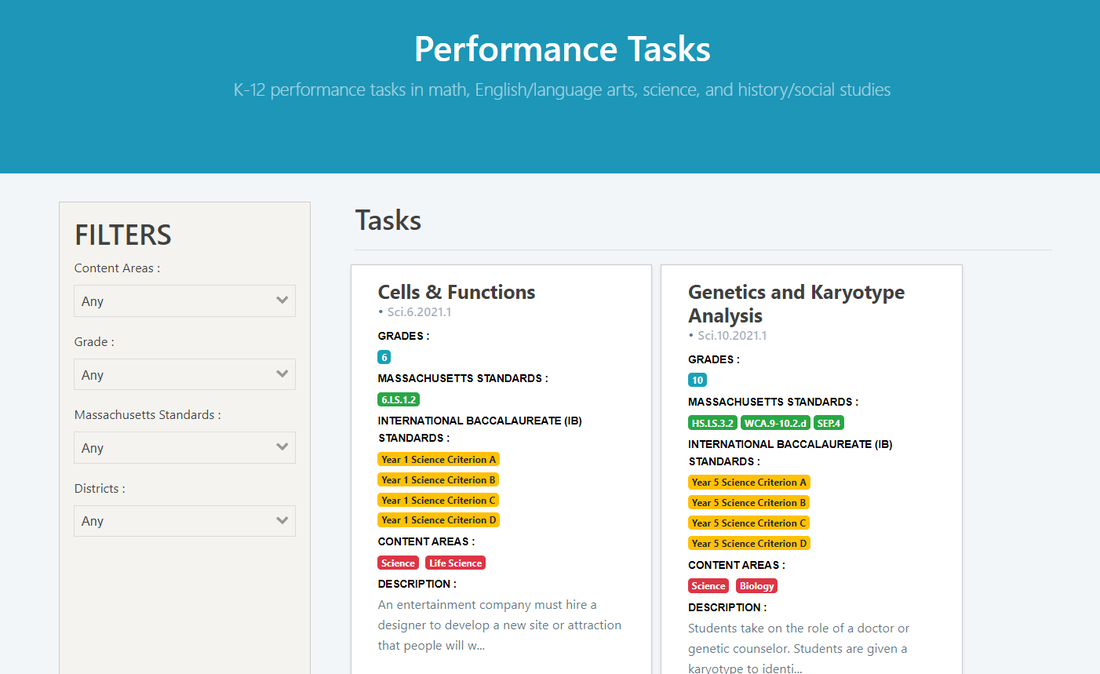 Performance Tasks
K-12 performance tasks in math, English/language arts, science, and history/social studies
FILTERS
Content Areas :
Any
Grade :
Any
Massachusetts Standards :
Any
Districts :
Any
Tasks
Cells & Functions
• Sci.6.2021.1
GRADES :
6
MASSACHUSETTS STANDARDS :
6.LS.1.2
INTERNATIONAL BACCALAUREATE (IB)
STANDARDS :
Year 1 Science Criterion A
Year 1 Science Criterion B
Year 1 Science Criterion C
Year 1 Science Criterion D
CONTENT AREAS :
Science Life Science
DESCRIPTION :
An entertainment company must hire a
designer to develop a new site or attraction
that people will w...
Genetics and Karyotype
Analysis
• Sci.10.2021.1
GRADES :
10
MASSACHUSETTS STANDARDS :
HS.LS.3.2 WCA.9-10.2.d SEP.4
INTERNATIONAL BACCALAUREATE (IB)
STANDARDS :
Year 5 Science Criterion A
Year 5 Science Criterion B
Year 5 Science Criterion C
Year 5 Science Criterion D
CONTENT AREAS :
Science Biology
DESCRIPTION :
Students take on the role of a doctor or
genetic counselor. Students are given a
karyotype to identi...